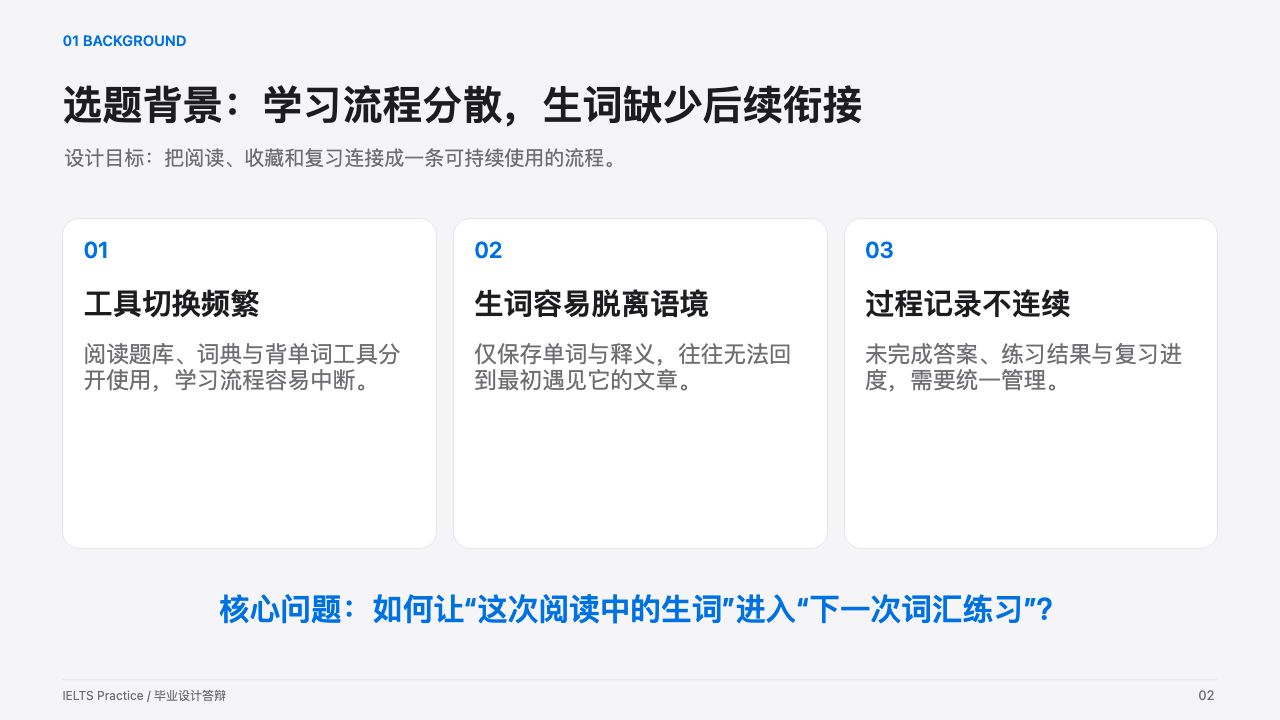 01 BACKGROUND
选题背景：学习流程分散，生词缺少后续衔接
设计目标：把阅读、收藏和复习连接成一条可持续使用的流程。
01
工具切换频繁
阅读题库、词典与背单词工具分
开使用，学习流程容易中断。
02
生词容易脱离语境
仅保存单词与释义，往往无法回
到最初遇见它的文章。
03
过程记录不连续
未完成答案、练习结果与复习进
度，需要统一管理。
核心问题：如何让“这次阅读中的生词”进入“下一次词汇练习”？
IELTS Practice / 毕业设计答辩
02